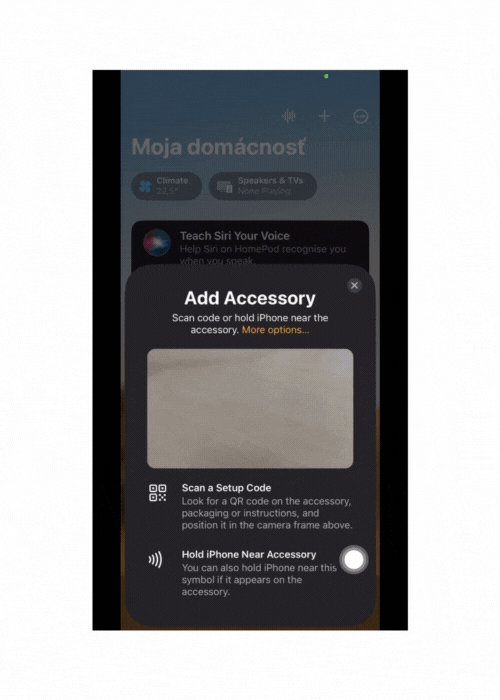 Moja domácnosť
Climate
22,5°
Speakers & TVs
None Playing
Teach Siri Your Voice
Help Siri on HomePod recognise you
when you speak.
Add Accessory
Scan code or hold iPhone near the
accessory. More options...
Scan a Setup Code
Look for a QR code on the accessory,
packaging or instructions, and
position it in the camera frame above.
Hold iPhone Near Accessory
You can also hold iPhone near this
symbol if it appears on the
accessory.